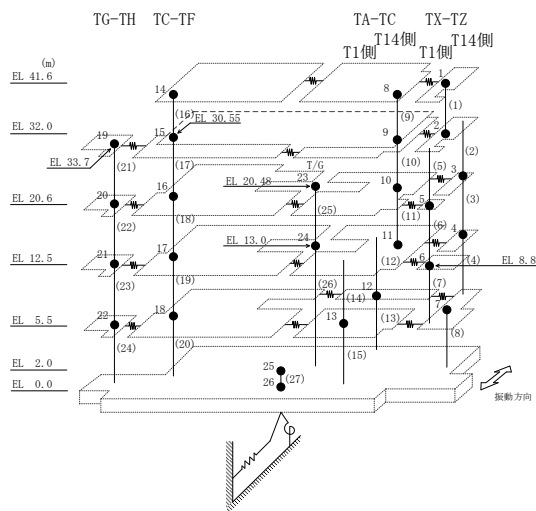 TG-TH TC-TF TA-TC TX-TZ
T1側 T14側 T1側 T14側
(m)
EL 41.6
14 8 1
(16) EL 30.55 (9) (1)
EL 32.0
19 15 9 2
EL 33.7 (21) (17) (10) (2)
T/G
EL 20.48 23 10 (5) 3
EL 20.6
20 16 (25) (11) 5 (3)
(22) (18)
EL 13.0 24 11 (6) 4
EL 12.5
21 17 (12) 6 (4) EL 8.8
(23) (19) (26) (14) 12 (7)
EL 5.5
22 18 13 (13) 7
(24) (20) (15) (8)
EL 2.0
25
EL 0.0
26 (27)
振動方向